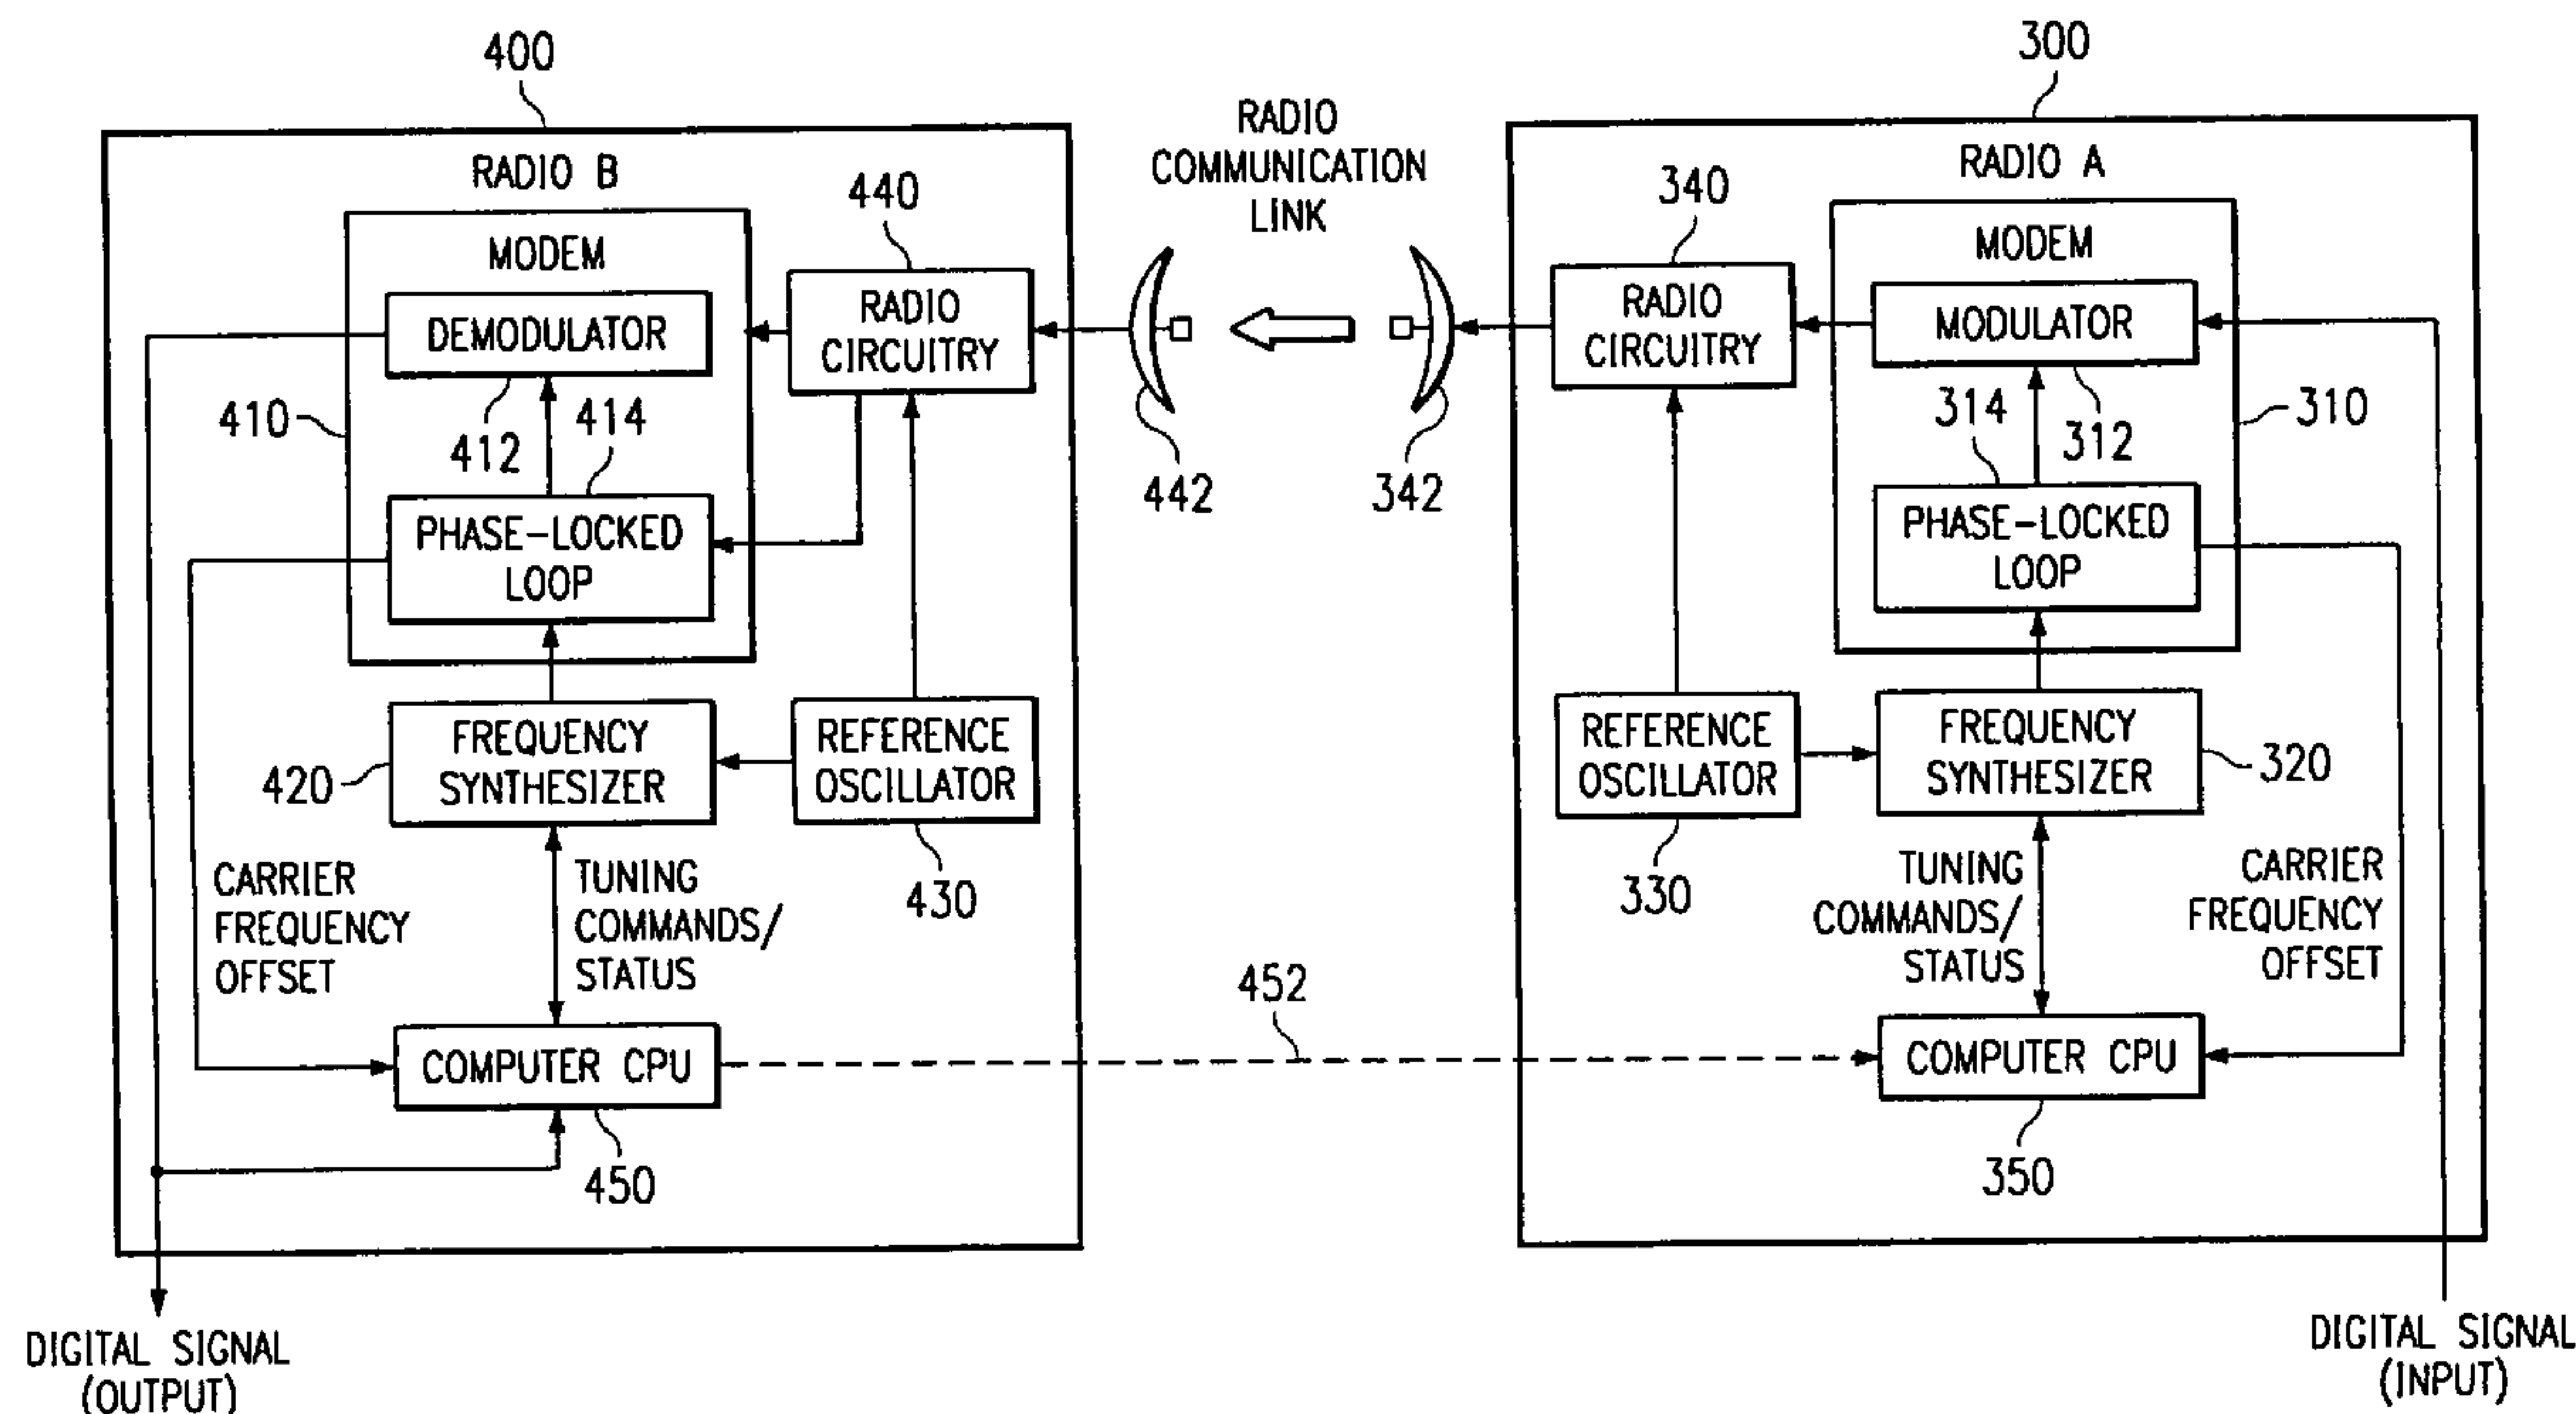 400
RADIO B
440
MODEM
DEMODULATOR
RADIO
CIRCUITRY
410
412
414
PHASE-LOCKED
LOOP
FREQUENCY
SYNTHESIZER
420
REFERENCE
OSCILLATOR
430
CARRIER
FREQUENCY
OFFSET
TUNING
COMMANDS/
STATUS
COMPUTER CPU
450
DIGITAL SIGNAL
(OUTPUT)
RADIO
COMMUNICATION
LINK
442
342
452
300
RADIO A
340
MODEM
RADIO
CIRCUITRY
MODULATOR
314
312
310
PHASE-LOCKED
LOOP
REFERENCE
OSCILLATOR
330
FREQUENCY
SYNTHESIZER
320
TUNING
COMMANDS/
STATUS
CARRIER
FREQUENCY
OFFSET
COMPUTER CPU
350
DIGITAL SIGNAL
(INPUT)